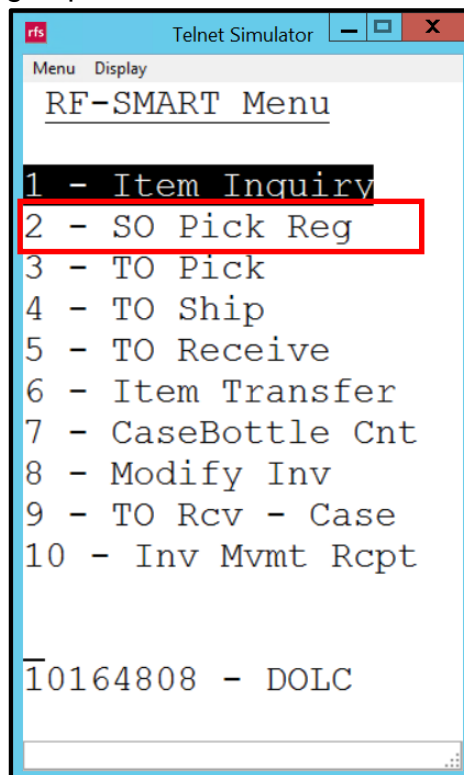 rfs Telnet Simulator X
Menu Display
RF-SMART Menu
1 - Item Inquiry
2 - SO Pick Reg
3 - TO Pick
4 - TO Ship
5 - TO Receive
6 - Item Transfer
7 - CaseBottle Cnt
8 - Modify Inv
9 - TO Rcv - Case
10 - Inv Mvmt Rcpt
10164808 - DOLC